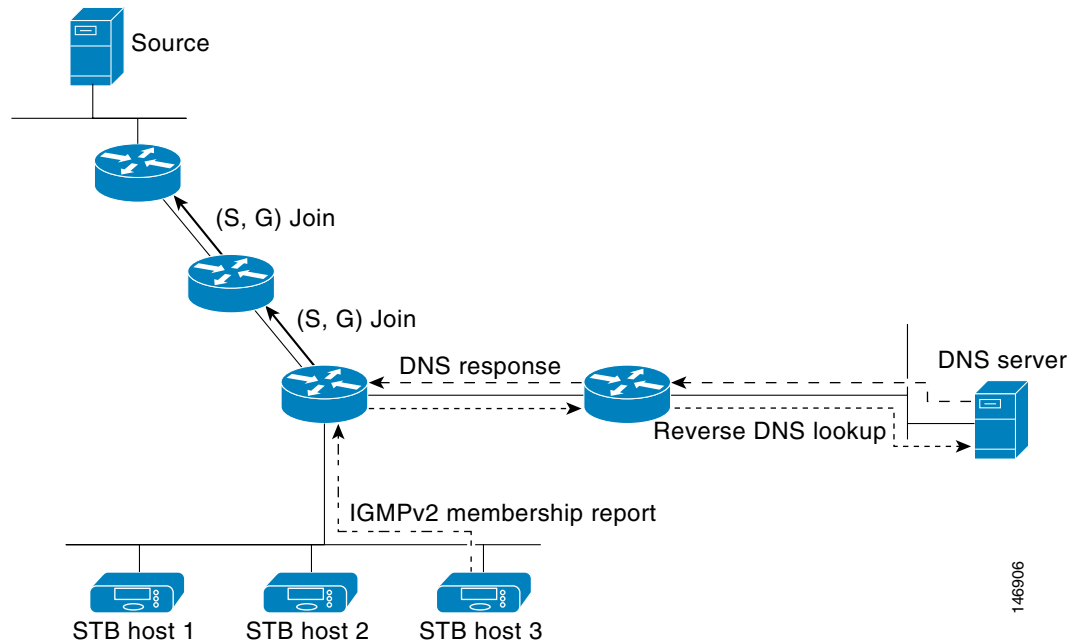 Source
(S, G) Join
(S, G) Join
DNS response
DNS server
Reverse DNS lookup
IGMPv2 membership report
STB host 1
STB host 2
STB host 3
146906